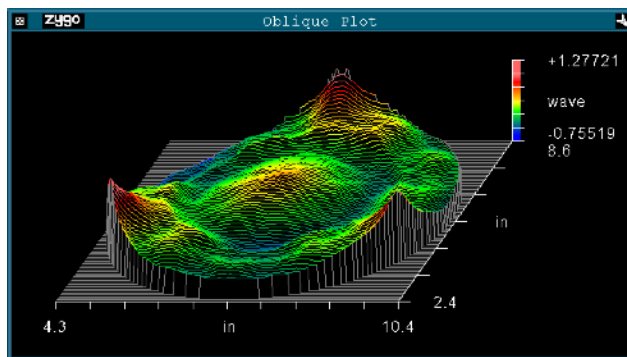 zygo Oblique Plot
+1.27721
wave
-0.75519
8.6
in
2.4
4.3 in 10.4